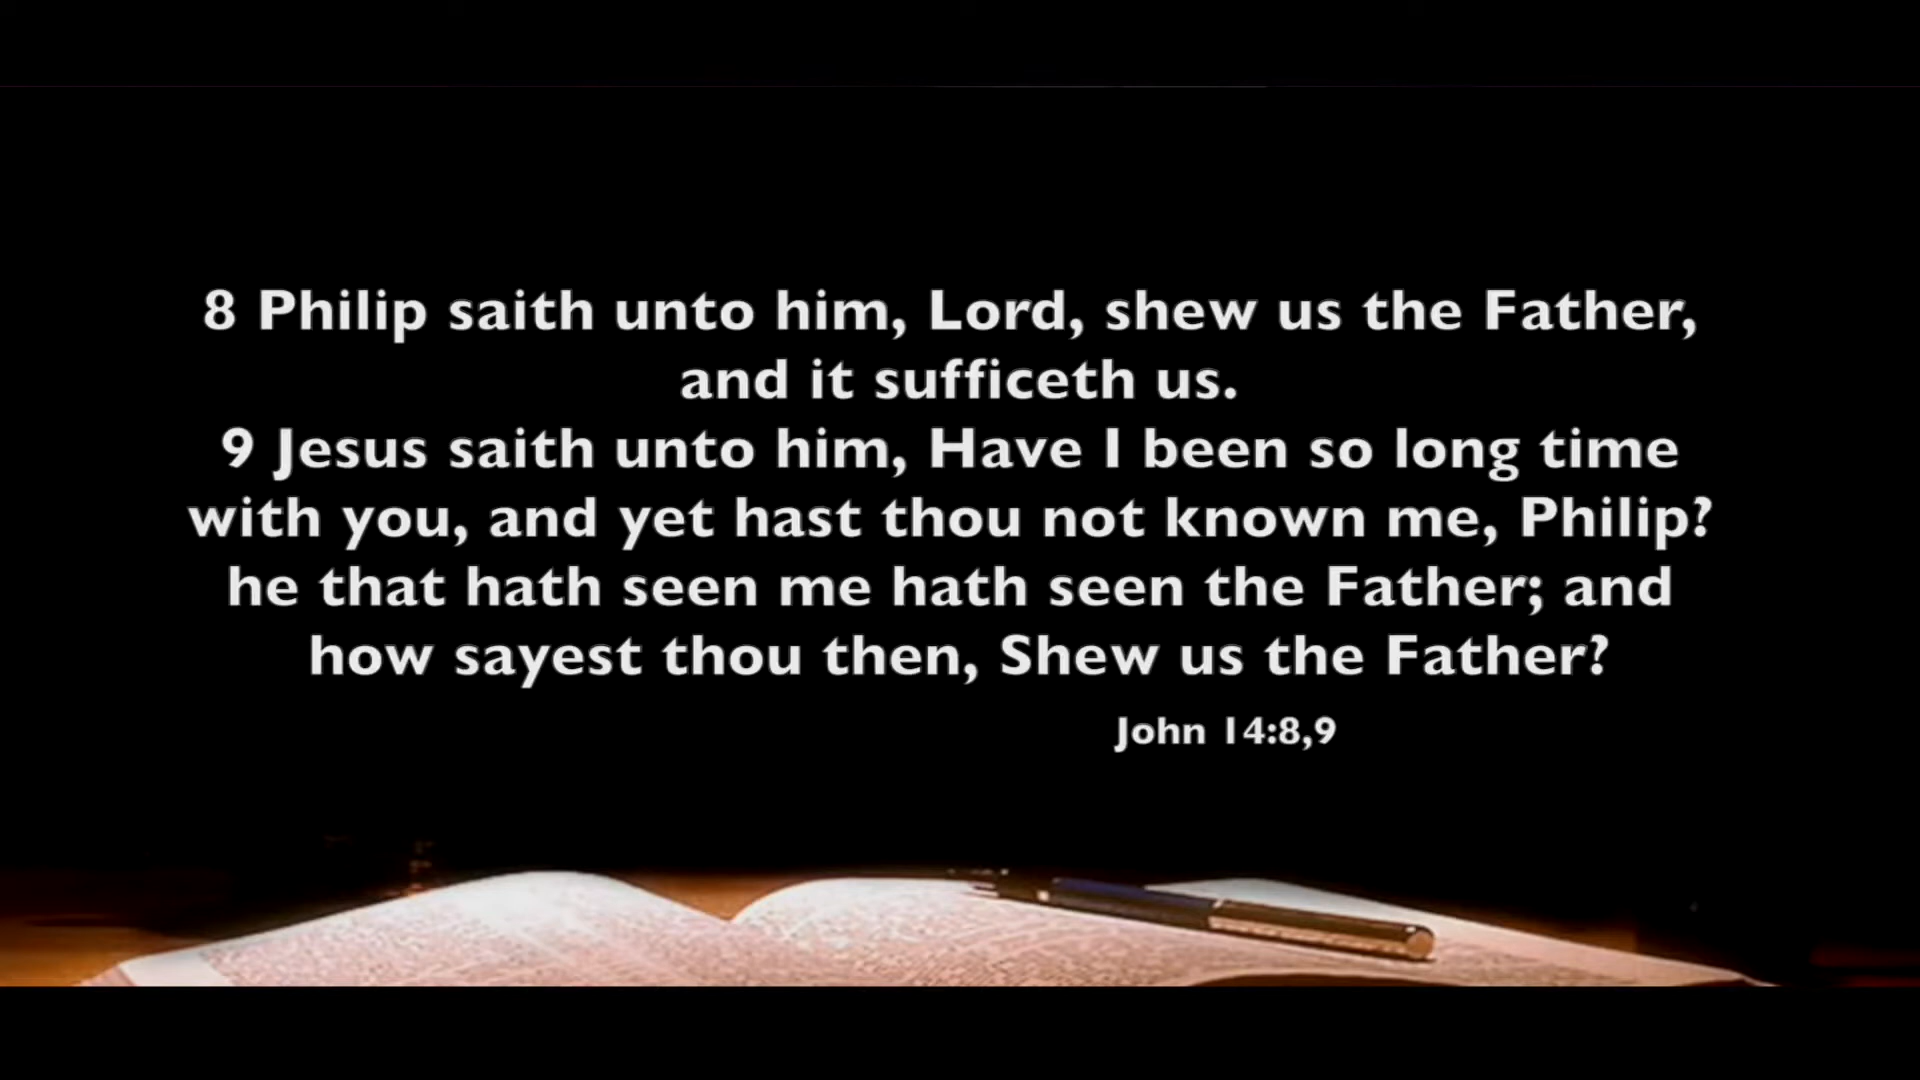 8 Philip saith unto him, Lord, shew us the Father,
and it sufficeth us.
9 Jesus saith unto him, Have I been so long time
with you, and yet hast thou not known me, Philip?
he that hath seen me hath seen the Father; and
how sayest thou then, Shew us the Father?
John 14:8,9